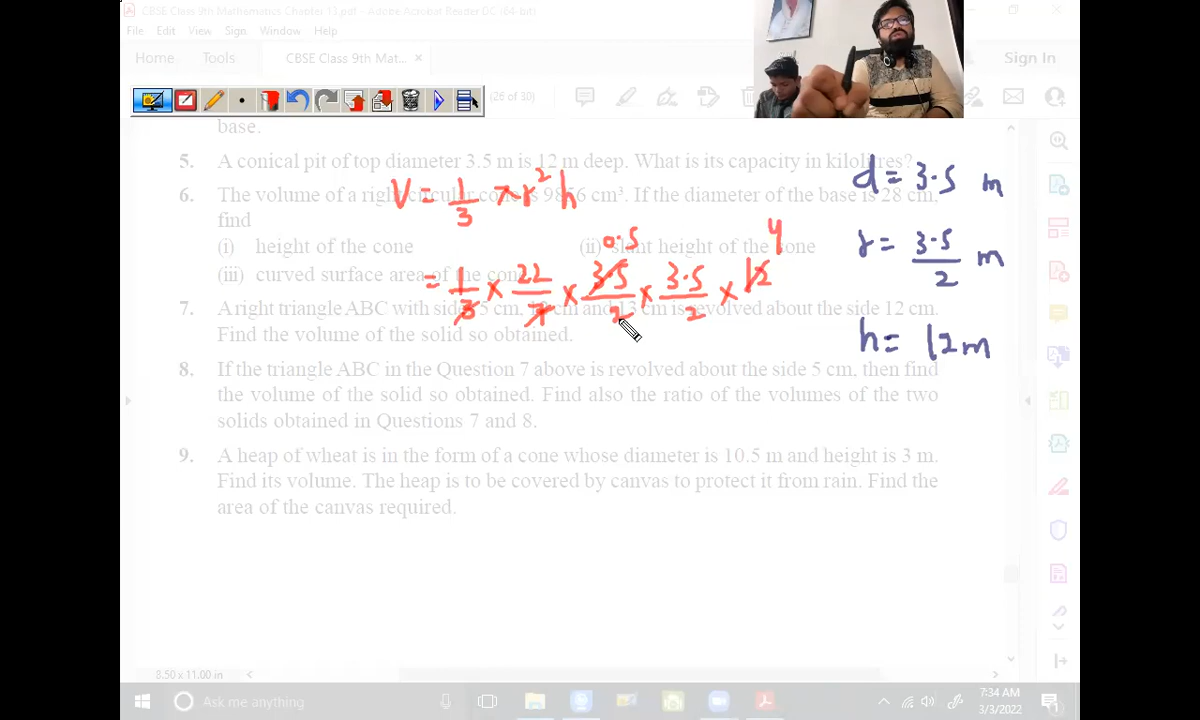 CBSE Class 9th Mathematics Chapter 13.pdf - Adobe Acrobat Reader DC (64-bit)
File Edit View Sign Window Help
Home Tools CBSE Class 9th Mat... × Sign In
(26 of 30)
base.
5. A conical pit of top diameter 3.5 m is 12 m deep. What is its capacity in kilolitres?
6. The volume of a right circular cone is 9856 cm³. If the diameter of the base is 28 cm,
find
(i) height of the cone (ii) slant height of the cone
(iii) curved surface area of the cone
7. A right triangle ABC with side 5 cm, 12 cm and 13 cm is revolved about the side 12 cm.
Find the volume of the solid so obtained.
8. If the triangle ABC in the Question 7 above is revolved about the side 5 cm, then find
the volume of the solid so obtained. Find also the ratio of the volumes of the two
solids obtained in Questions 7 and 8.
9. A heap of wheat is in the form of a cone whose diameter is 10.5 m and height is 3 m.
Find its volume. The heap is to be covered by canvas to protect it from rain. Find the
area of the canvas required.
V = 1/3 πr²h
0.5 4
= 1/3 × 22/7 × 3.5/2 × 3.5/2 × 12
d = 3.5 m
r = 3.5/2 m
h = 12m
8.50 x 11.00 in
Ask me anything
7:34 AM
3/3/2022
1